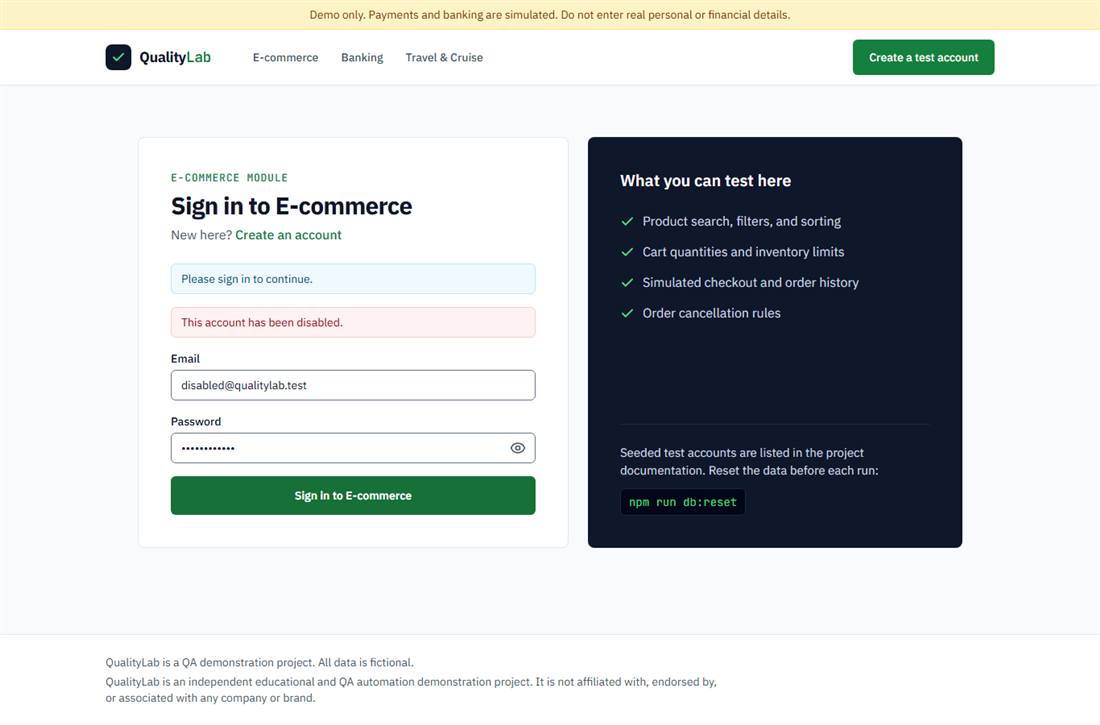 Demo only. Payments and banking are simulated. Do not enter real personal or financial details.
QualityLab
E-commerce
Banking
Travel & Cruise
Create a test account
E-COMMERCE MODULE
Sign in to E-commerce
New here? Create an account
Please sign in to continue.
This account has been disabled.
Email
disabled@qualitylab.test
Password
••••••••••••
Sign in to E-commerce
What you can test here
Product search, filters, and sorting
Cart quantities and inventory limits
Simulated checkout and order history
Order cancellation rules
Seeded test accounts are listed in the project
documentation. Reset the data before each run:
npm run db:reset
QualityLab is a QA demonstration project. All data is fictional.
QualityLab is an independent educational and QA automation demonstration project. It is not affiliated with, endorsed by,
or associated with any company or brand.